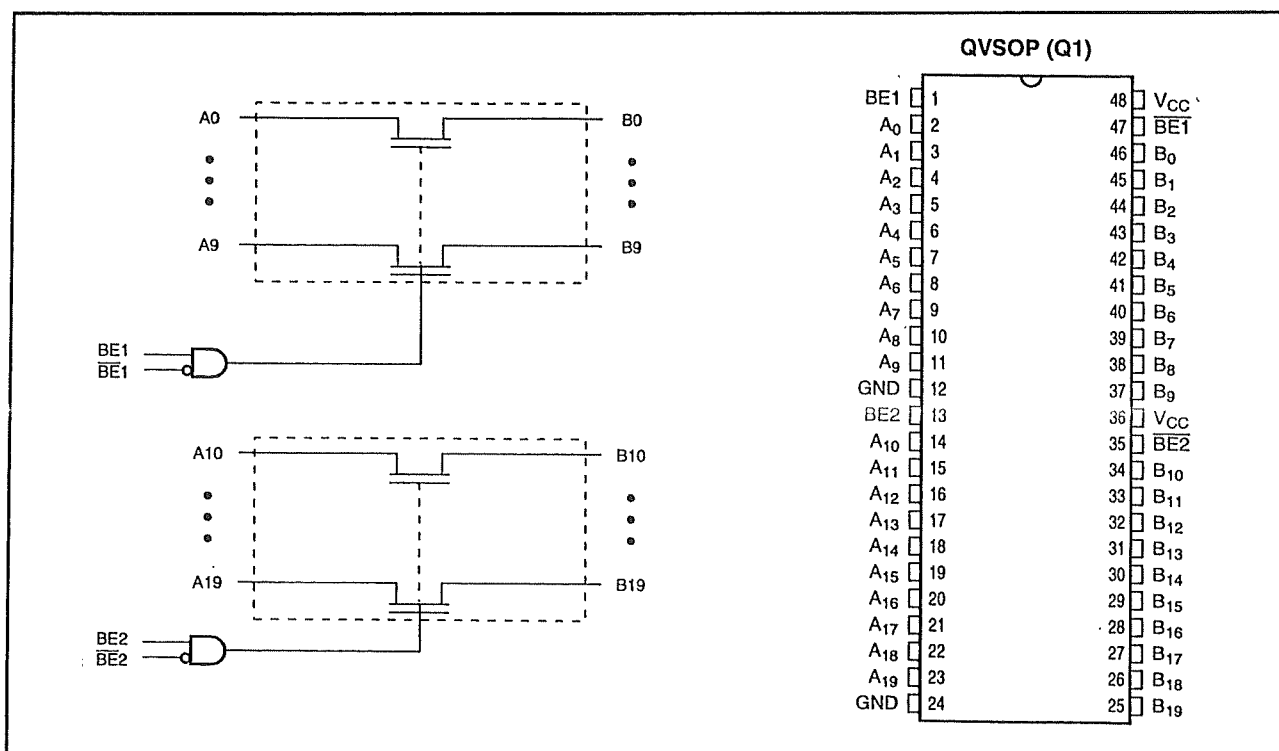 QVSOP (Q1)
A0 B0
A9 B9
BE1
B̅E̅1
A10 B10
A19 B19
BE2
B̅E̅2
BE1 1 48 VCC
A0 2 47 B̅E̅1̅
A1 3 46 B0
A2 4 45 B1
A3 5 44 B2
A4 6 43 B3
A5 7 42 B4
A6 8 41 B5
A7 9 40 B6
A8 10 39 B7
A9 11 38 B8
GND 12 37 B9
BE2 13 36 VCC
A10 14 35 B̅E̅2̅
A11 15 34 B10
A12 16 33 B11
A13 17 32 B12
A14 18 31 B13
A15 19 30 B14
A16 20 29 B15
A17 21 28 B16
A18 22 27 B17
A19 23 26 B18
GND 24 25 B19